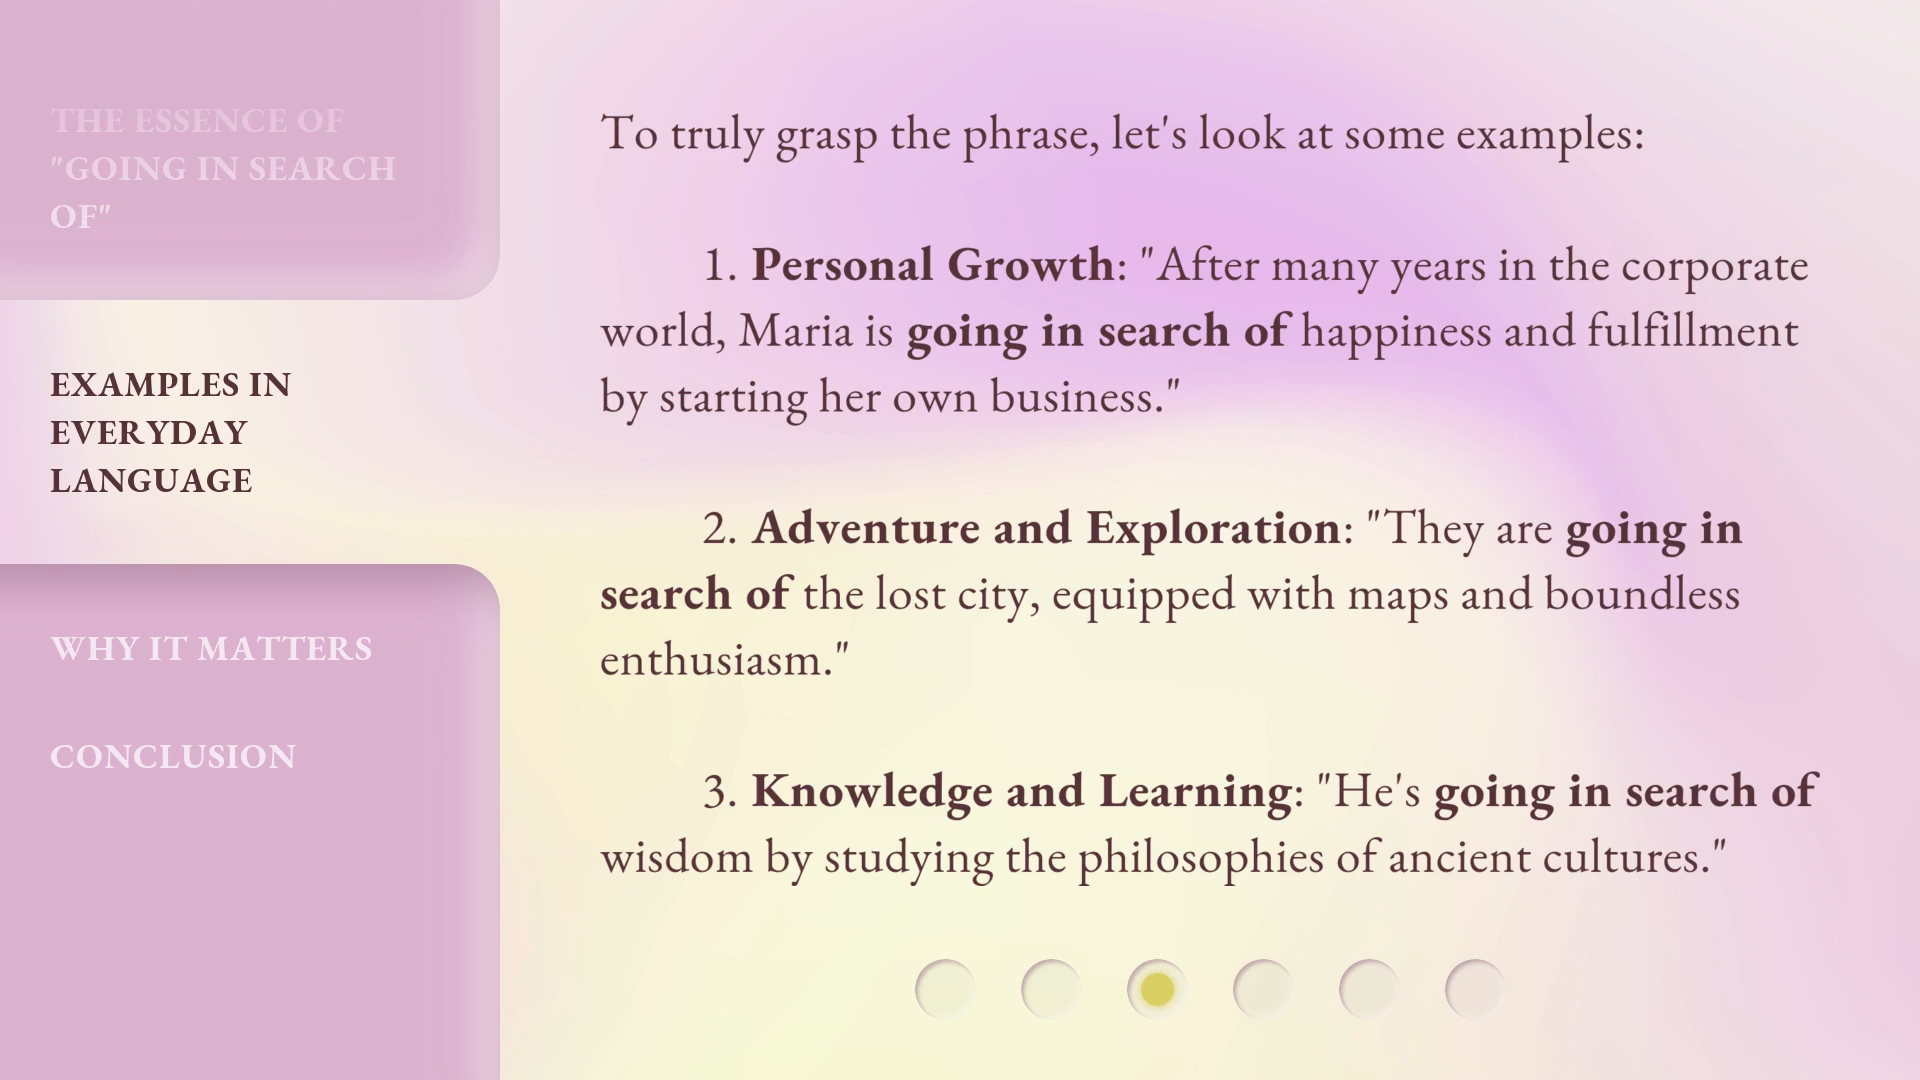 INTRODUCTION
THE ESSENCE OF
"GOING IN SEARCH
OF"
EXAMPLES IN
EVERYDAY
LANGUAGE
WHY IT MATTERS
CONCLUSION
To truly grasp the phrase, let's look at some examples:
1. Personal Growth: "After many years in the corporate
world, Maria is going in search of happiness and fulfillment
by starting her own business."
2. Adventure and Exploration: "They are going in
search of the lost city, equipped with maps and boundless
enthusiasm."
3. Knowledge and Learning: "He's going in search of
wisdom by studying the philosophies of ancient cultures."